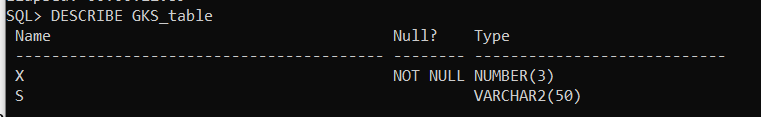 SQL> DESCRIBE GKS_table
Name Null? Type
----------------------------------------- -------- ----------------------------
X NOT NULL NUMBER(3)
S VARCHAR2(50)